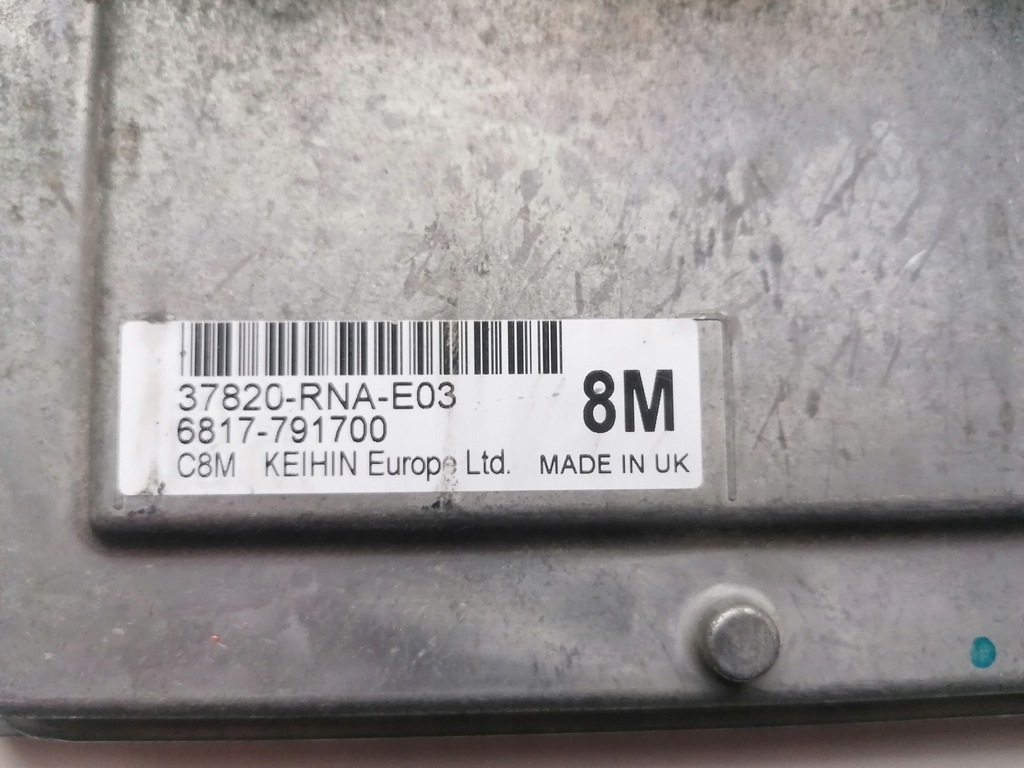 37820-RNA-E03
8M
6817-791700
C8M KEIHIN Europe Ltd. MADE IN UK